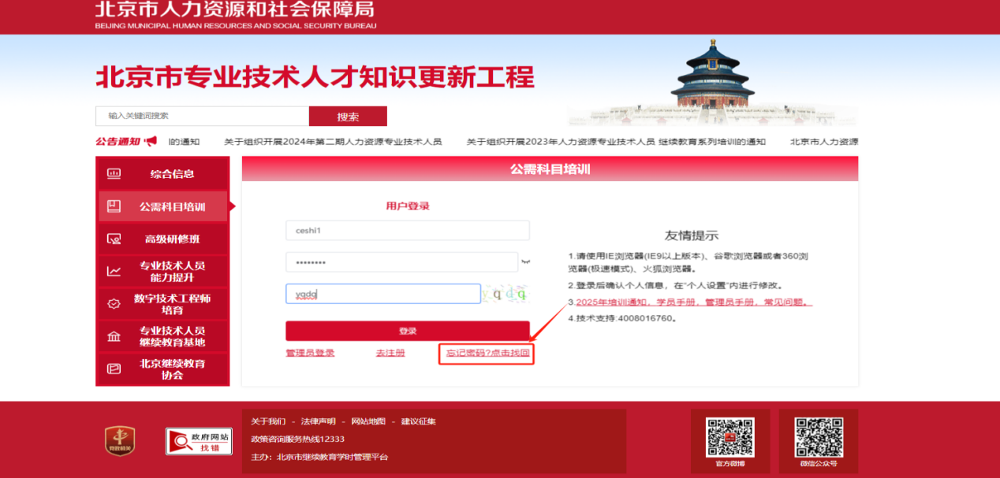 北京市人力资源和社会保障局
BEIJING MUNICIPAL HUMAN RESOURCES AND SOCIAL SECURITY BUREAU
北京市专业技术人才知识更新工程
输入关键词搜索
搜索
公告通知
的通知 关于组织开展2024年第二期人力资源专业技术人员 关于组织开展2023年人力资源专业技术人员 继续教育系列培训的通知 北京市人力资源
综合信息
公需科目培训
高级研修班
专业技术人员
能力提升
数字技术工程师
培育
专业技术人员
继续教育基地
北京继续教育
协会
公需科目培训
用户登录
ceshi1
••••••••
yqdq
y q d q
登录
管理员登录
去注册
忘记密码?点击找回
友情提示
1.请使用IE浏览器(IE9以上版本)、谷歌浏览器或者360浏
览器(极速模式)、火狐浏览器。
2.登录后确认个人信息，在“个人设置”内进行修改。
3.2025年培训通知、学员手册、管理员手册、常见问题。
4.技术支持:4008016760。
党政机关
政府网站
找错
关于我们 - 法律声明 - 网站地图 - 建议征集
政策咨询服务热线12333
主办：北京市继续教育学时管理平台
官方微博
微信公众号